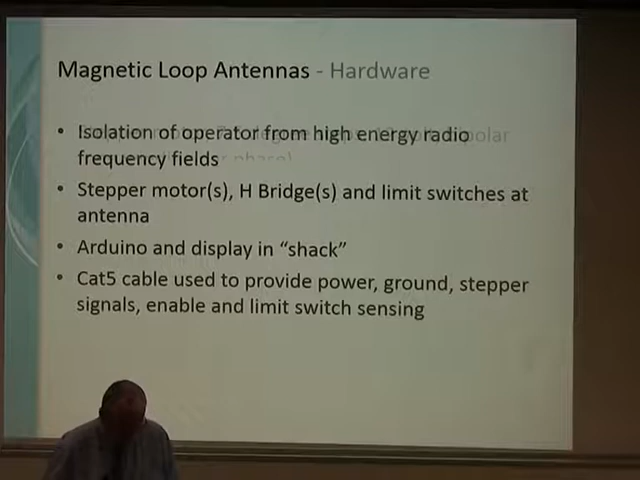 Magnetic Loop Antennas - Hardware
• Isolation of operator from high energy radio
frequency fields
• Stepper motor(s), H Bridge(s) and limit switches at
antenna
• Arduino and display in “shack”
• Cat5 cable used to provide power, ground, stepper
signals, enable and limit switch sensing